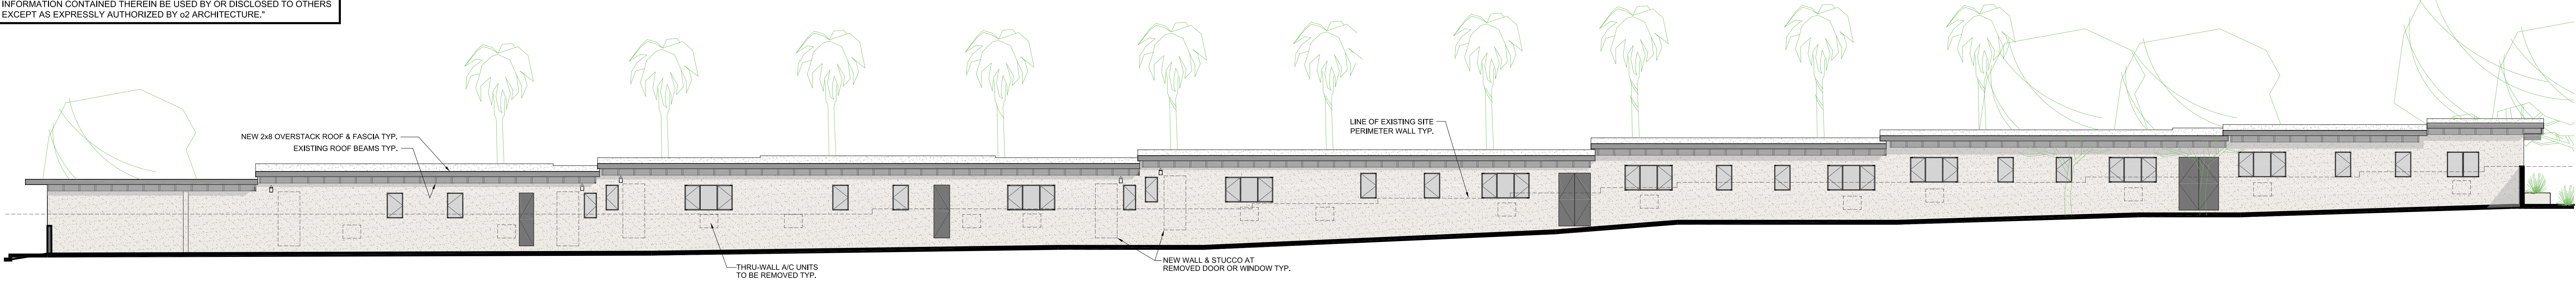 INFORMATION CONTAINED THEREIN BE USED BY OR DISCLOSED TO OTHERS
EXCEPT AS EXPRESSLY AUTHORIZED BY o2 ARCHITECTURE."
NEW 2x8 OVERSTACK ROOF & FASCIA TYP.
EXISTING ROOF BEAMS TYP.
LINE OF EXISTING SITE
PERIMETER WALL TYP.
THRU-WALL A/C UNITS
TO BE REMOVED TYP.
NEW WALL & STUCCO AT
REMOVED DOOR OR WINDOW TYP.